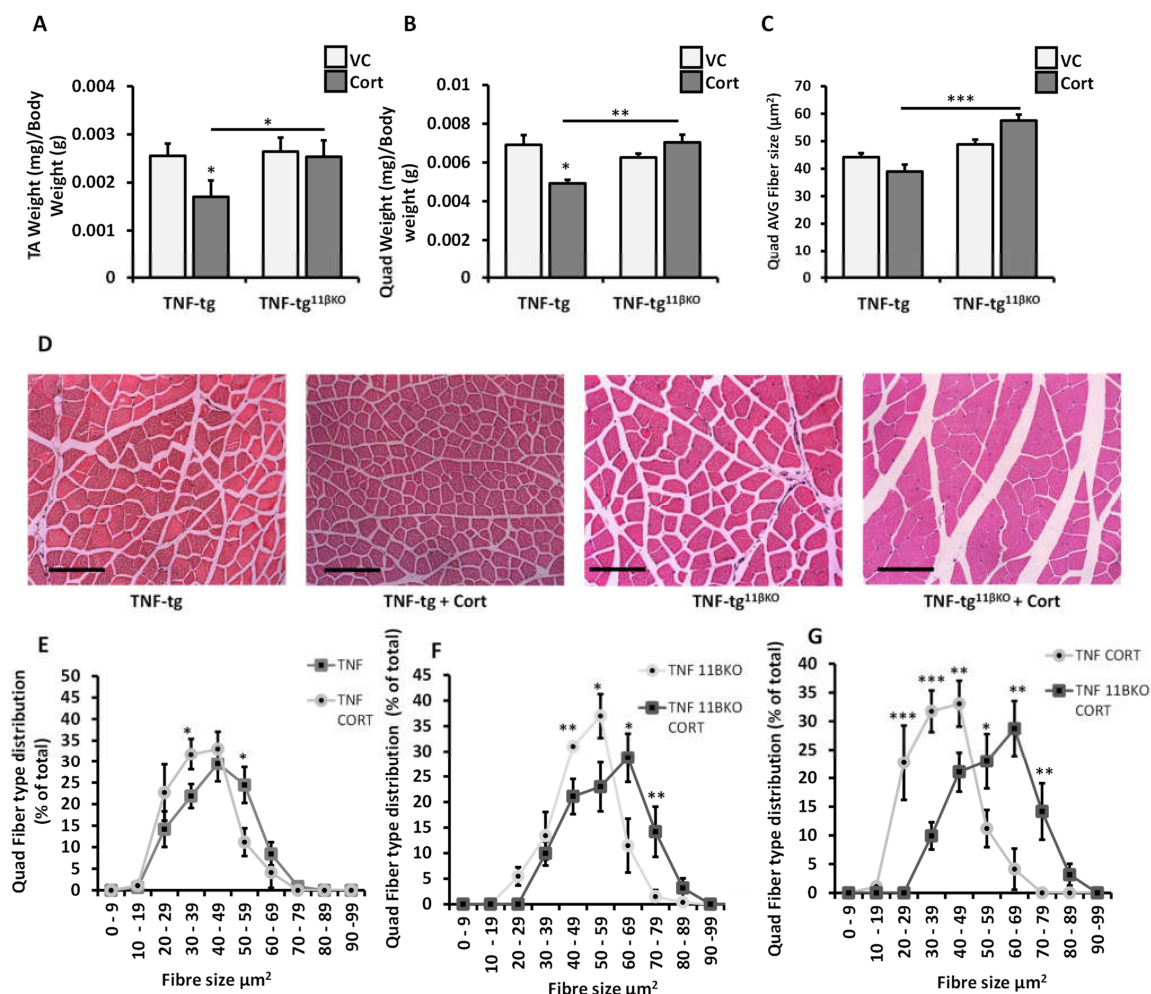 A
VC
Cort
TA Weight (mg)/Body
Weight (g)
0.004
0.003
0.002
0.001
0
*
*
TNF-tg
TNF-tg11βKO
B
VC
Cort
Quad Weight (mg)/Body
weight (g)
0.01
0.008
0.006
0.004
0.002
0
*
**
TNF-tg
TNF-tg11βKO
C
VC
Cort
Quad AVG Fiber size (µm2)
70
60
50
40
30
20
10
0
***
TNF-tg
TNF-tg11βKO
D
TNF-tg
TNF-tg + Cort
TNF-tg11βKO
TNF-tg11βKO + Cort
E
TNF
TNF
CORT
Quad Fiber type distribution
(% of total)
50
45
40
35
30
25
20
15
10
5
0
*
*
0 - 9
10 - 19
20 - 29
30 - 39
40 - 49
50 - 59
60 - 69
70 - 79
80 - 89
90 -99
Fibre size µm2
F
TNF 11BKO
TNF 11BKO
CORT
Quad Fiber type distribution (% of total)
45
40
35
30
25
20
15
10
5
0
**
*
*
**
0 - 9
10 - 19
20 - 29
30 - 39
40 - 49
50 - 59
60 - 69
70 - 79
80 - 89
90 -99
Fibre size µm2
G
TNF CORT
TNF 11BKO
CORT
Quad Fiber type distribution (% of total)
40
35
30
25
20
15
10
5
0
***
***
**
*
**
**
0 - 9
10 - 19
20 - 29
30 - 39
40 - 49
50 - 59
60 - 69
70 - 79
80 - 89
90 -99
Fibre size µm2